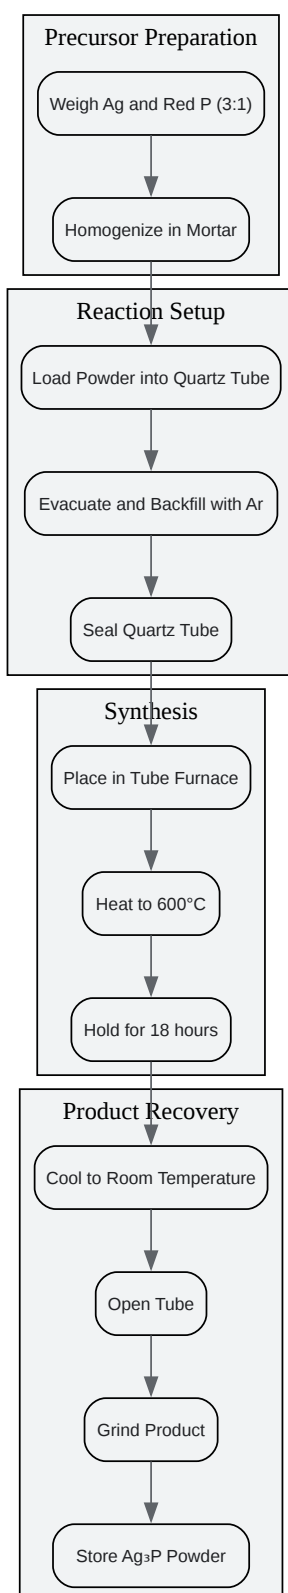 Precursor Preparation
Weigh Ag and Red P (3:1)
Homogenize in Mortar
Reaction Setup
Load Powder into Quartz Tube
Evacuate and Backfill with Ar
Seal Quartz Tube
Synthesis
Place in Tube Furnace
Heat to 600°C
Hold for 18 hours
Product Recovery
Cool to Room Temperature
Open Tube
Grind Product
Store Ag₃P Powder